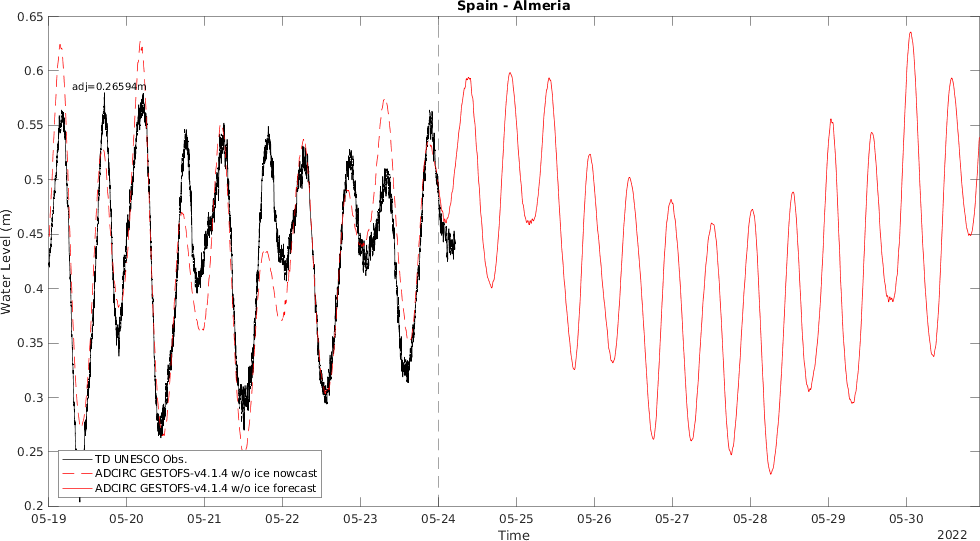 Spain - Almeria
0.65
0.6
adj=0.26594m
0.55
0.5
0.45
0.4
0.35
0.3
0.25
0.2
Water Level (m)
TD UNESCO Obs.
ADCIRC GESTOFS-v4.1.4 w/o ice nowcast
ADCIRC GESTOFS-v4.1.4 w/o ice forecast
05-19 05-20 05-21 05-22 05-23 05-24 05-25 05-26 05-27 05-28 05-29 05-30
Time
2022